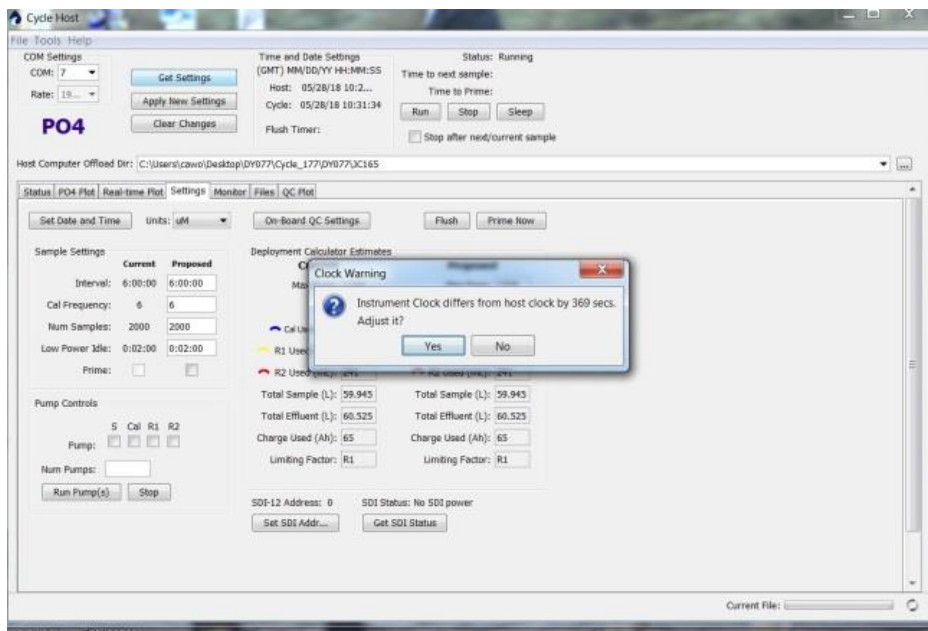 Cycle Host
File Tools Help
COM Settings
COM: 7
Rate: 19...
PO4
Get Settings
Apply New Settings
Clear Changes
Time and Date Settings
(GMT) MM/DD/YY HH:MM:SS
Host: 05/28/18 10:2...
Cycle: 05/28/18 10:31:34
Flush Timer:
Status: Running
Time to next sample:
Time to Prime:
Run Stop Sleep
Stop after next/current sample
Host Computer Offload Dir: C:\Users\cawo\Desktop\DY077\Cycle_177\DY077\JC165
...
Status PO4 Plot Real-time Plot Settings Monitor Files QC Plot
Set Date and Time Units: uM On-Board QC Settings Flush Prime Now
Sample Settings
Current Proposed
Interval: 6:00:00 6:00:00
Cal Frequency: 6 6
Num Samples: 2000 2000
Low Power Idle: 0:02:00 0:02:00
Prime:
Pump Controls
S Cal R1 R2
Pump:
Num Pumps:
Run Pump(s) Stop
Deployment Calculator Estimates
Clock Warning
Instrument Clock differs from host clock by 369 secs.
Adjust it?
Yes No
R1 Used
R2 Used (mL): 241 R2 Used (mL): 241
Total Sample (L): 59.945 Total Sample (L): 59.945
Total Effluent (L): 60.525 Total Effluent (L): 60.525
Charge Used (Ah): 65 Charge Used (Ah): 65
Limiting Factor: R1 Limiting Factor: R1
SDI-12 Address: 0 SDI Status: No SDI power
Set SDI Addr... Get SDI Status
Current File: